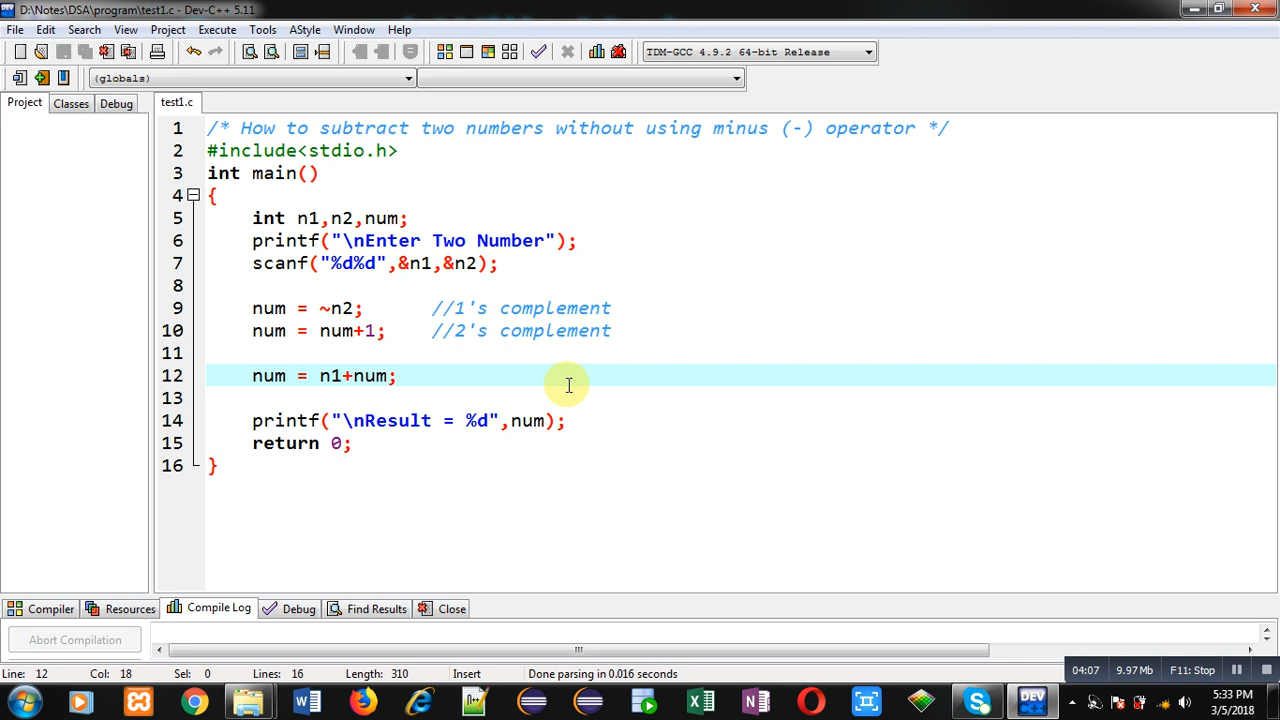 D:\Notes\DSA\program\test1.c - Dev-C++ 5.11
File Edit Search View Project Execute Tools AStyle Window Help
TDM-GCC 4.9.2 64-bit Release
(globals)
Project Classes Debug test1.c
1 /* How to subtract two numbers without using minus (-) operator */
2 #include<stdio.h>
3 int main()
4 {
5 int n1,n2,num;
6 printf("\nEnter Two Number");
7 scanf("%d%d",&n1,&n2);
8
9 num = ~n2; //1's complement
10 num = num+1; //2's complement
11
12 num = n1+num;
13
14 printf("\nResult = %d",num);
15 return 0;
16 }
Compiler Resources Compile Log Debug Find Results Close
Abort Compilation
Line: 12 Col: 18 Sel: 0 Lines: 16 Length: 310 Insert Done parsing in 0.016 seconds
04:07 9.97 Mb F11: Stop
DEV
5:33 PM
3/5/2018